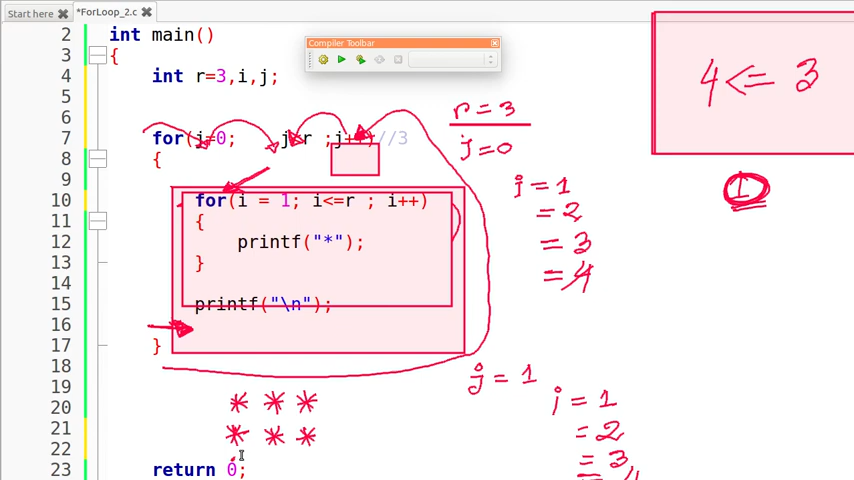 Start here
*ForLoop_2.c
Compiler Toolbar
2 int main()
3 {
4 int r=3,i,j;
5
6
7 for(j=0; j<r ;j++)//3
8 {
9
10 for(i = 1; i<=r ; i++)
11 {
12 printf("*");
13 }
14
15 printf("\n");
16
17 }
18
19
20
21
22
23 return 0;
4 <= 3
1
r = 3
j = 0
i = 1
= 2
= 3
= 4
* * *
* * *
j = 1
i = 1
= 2
= 3
= 4